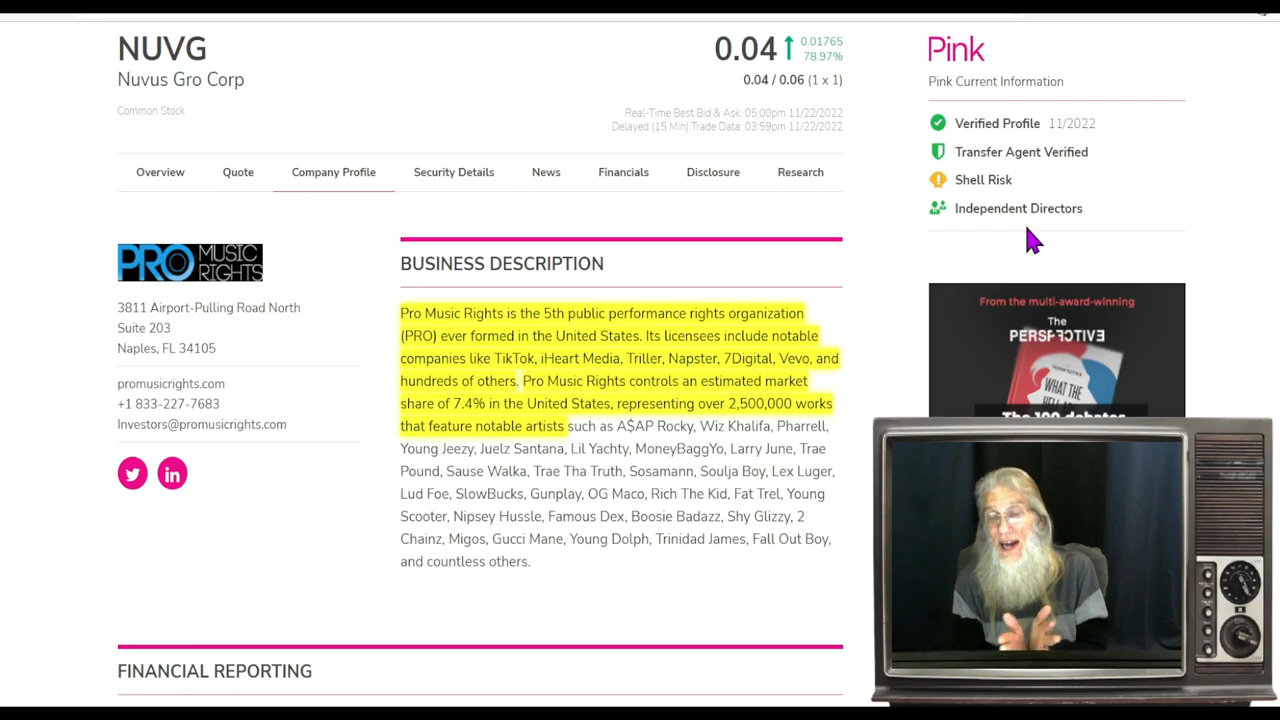 NUVG
Nuvus Gro Corp
Common Stock
0.04
0.01765
78.97%
0.04 / 0.06 (1 x 1)
Real-Time Best Bid & Ask: 05:00pm 11/22/2022
Delayed (15 Min) Trade Data: 03:59pm 11/22/2022
Pink
Pink Current Information
Verified Profile 11/2022
Transfer Agent Verified
Shell Risk
Independent Directors
Overview Quote Company Profile Security Details News Financials Disclosure Research
PRO MUSIC RIGHTS
3811 Airport-Pulling Road North
Suite 203
Naples, FL 34105
promusicrights.com
+1 833-227-7683
Investors@promusicrights.com
BUSINESS DESCRIPTION
Pro Music Rights is the 5th public performance rights organization
(PRO) ever formed in the United States. Its licensees include notable
companies like TikTok, iHeart Media, Triller, Napster, 7Digital, Vevo, and
hundreds of others. Pro Music Rights controls an estimated market
share of 7.4% in the United States, representing over 2,500,000 works
that feature notable artists such as A$AP Rocky, Wiz Khalifa, Pharrell,
Young Jeezy, Juelz Santana, Lil Yachty, MoneyBaggYo, Larry June, Trae
Pound, Sause Walka, Trae Tha Truth, Sosamann, Soulja Boy, Lex Luger,
Lud Foe, SlowBucks, Gunplay, OG Maco, Rich The Kid, Fat Trel, Young
Scooter, Nipsey Hussle, Famous Dex, Boosie Badazz, Shy Glizzy, 2
Chainz, Migos, Gucci Mane, Young Dolph, Trinidad James, Fall Out Boy,
and countless others.
From the multi-award-winning
The
PERSPECTIVE
WHAT THE
FINANCIAL REPORTING